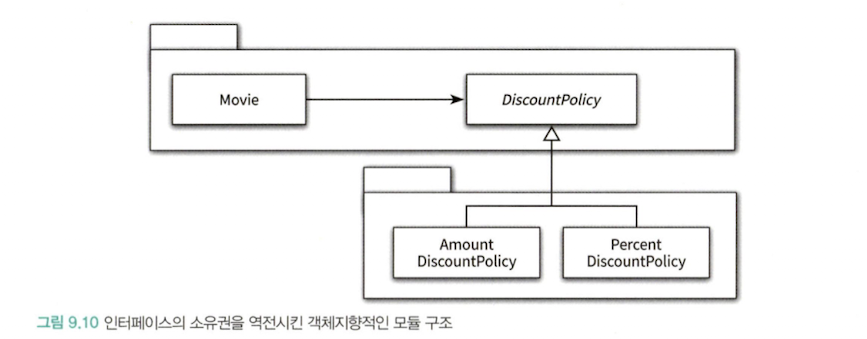 Movie
DiscountPolicy
Amount
DiscountPolicy
Percent
DiscountPolicy
그림 9.10 인터페이스의 소유권을 역전시킨 객체지향적인 모듈 구조